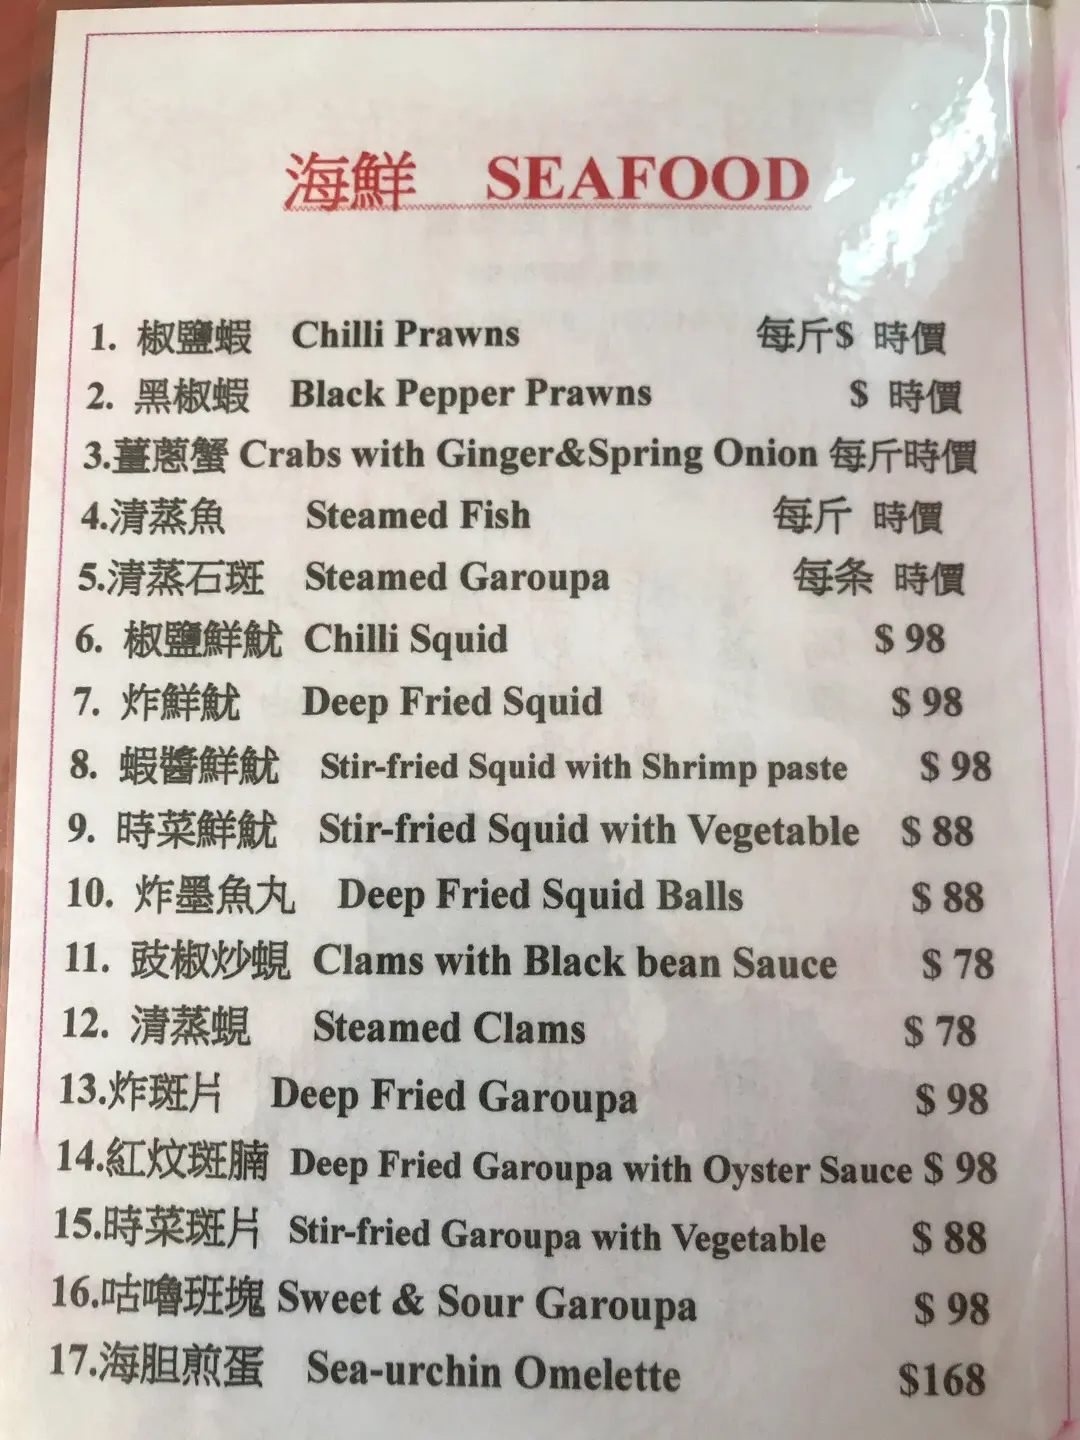 海鮮 SEAFOOD
1. 椒鹽蝦 Chilli Prawns 每斤$ 時價
2. 黑椒蝦 Black Pepper Prawns $ 時價
3.薑蔥蟹 Crabs with Ginger&Spring Onion 每斤時價
4.清蒸魚 Steamed Fish 每斤 時價
5.清蒸石斑 Steamed Garoupa 每条 時價
6. 椒鹽鮮魷 Chilli Squid $ 98
7. 炸鮮魷 Deep Fried Squid $ 98
8. 蝦醬鮮魷 Stir-fried Squid with Shrimp paste $ 98
9. 時菜鮮魷 Stir-fried Squid with Vegetable $ 88
10. 炸墨魚丸 Deep Fried Squid Balls $ 88
11. 豉椒炒蜆 Clams with Black bean Sauce $ 78
12. 清蒸蜆 Steamed Clams $ 78
13.炸斑片 Deep Fried Garoupa $ 98
14.紅炆斑腩 Deep Fried Garoupa with Oyster Sauce $ 98
15.時菜斑片 Stir-fried Garoupa with Vegetable $ 88
16.咕嚕班塊 Sweet & Sour Garoupa $ 98
17.海胆煎蛋 Sea-urchin Omelette $168